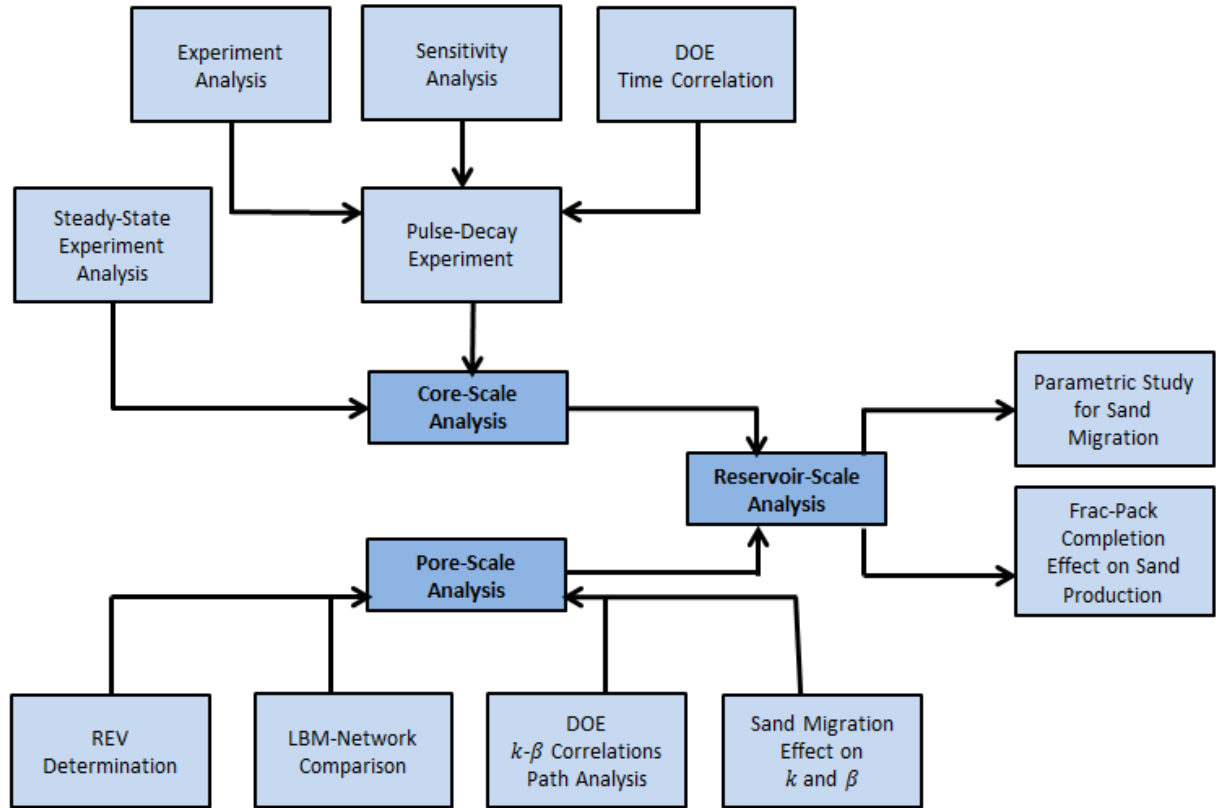 Experiment
Analysis
Sensitivity
Analysis
DOE
Time Correlation
Steady-State
Experiment
Analysis
Pulse-Decay
Experiment
Core-Scale
Analysis
Parametric Study
for Sand
Migration
Reservoir-Scale
Analysis
Frac-Pack
Completion
Effect on Sand
Production
Pore-Scale
Analysis
REV
Determination
LBM-Network
Comparison
DOE
k-β Correlations
Path Analysis
Sand Migration
Effect on
k and β